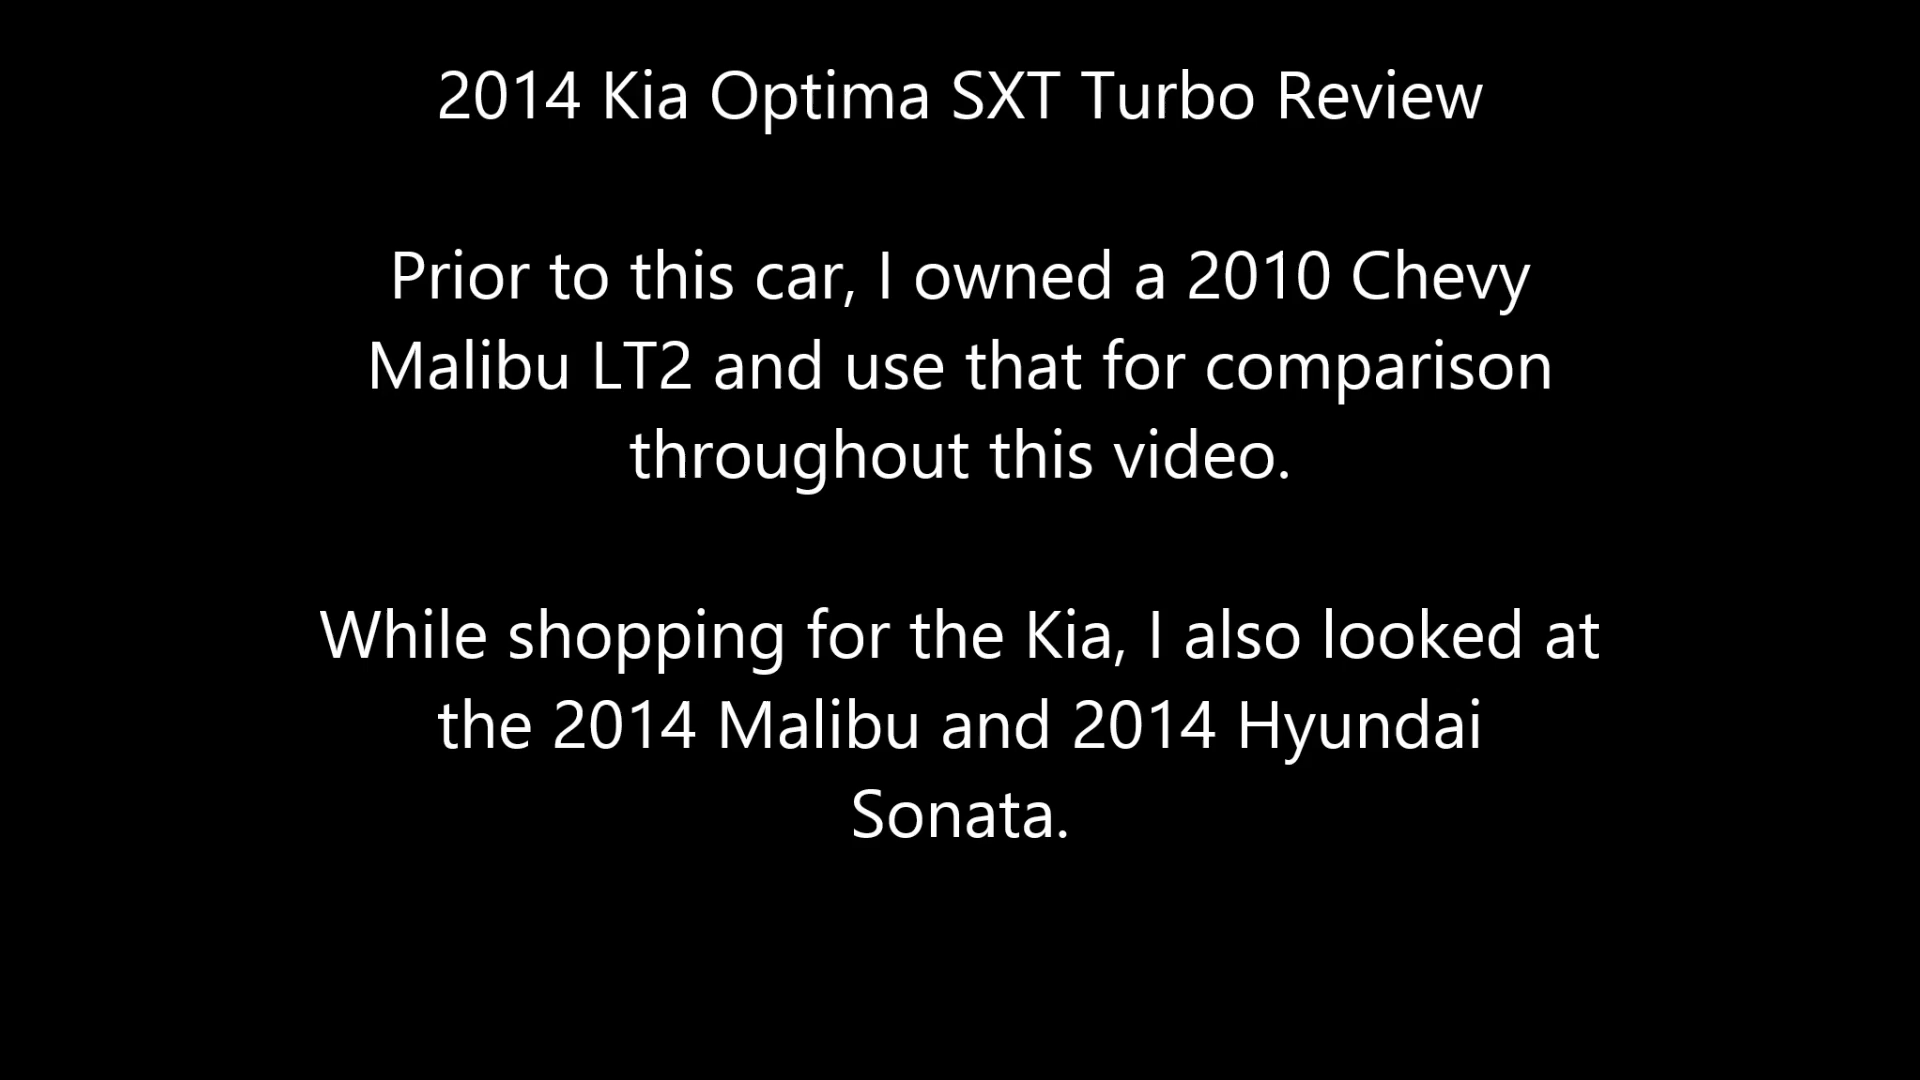 2014 Kia Optima SXT Turbo Review
Prior to this car, I owned a 2010 Chevy
Malibu LT2 and use that for comparison
throughout this video.
While shopping for the Kia, I also looked at
the 2014 Malibu and 2014 Hyundai
Sonata.